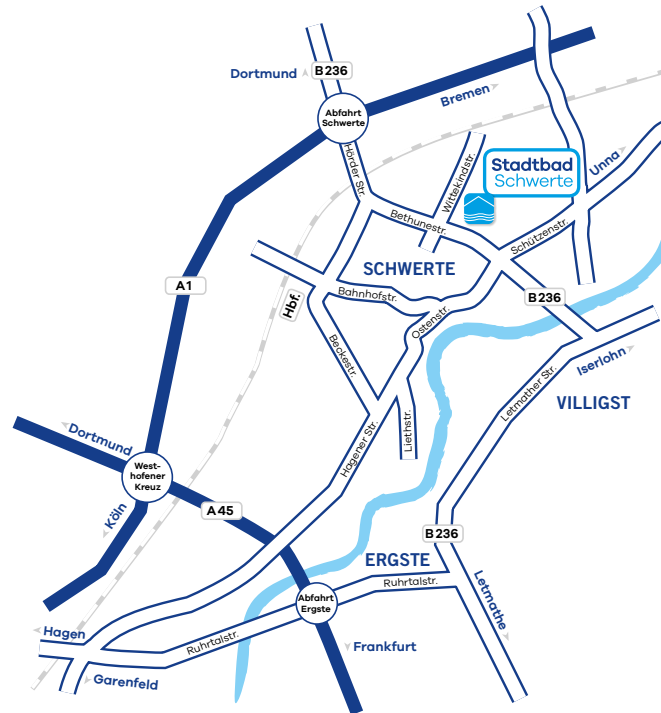 Dortmund
B236
Abfahrt
Schwerte
Bremen
Hörder Str.
Wittekindstr.
Stadtbad
Schwerte
Unna
Bethunestr.
Schützenstr.
SCHWERTE
A1
Hbf.
Bahnhofstr.
Ostenstr.
B236
Beckestr.
Iserlohn
Letmather Str.
VILLIGST
Hagener Str.
Liethstr.
Dortmund
West-
hofener
Kreuz
Köln
A45
B236
ERGSTE
Ruhrtalstr.
Letmathe
Abfahrt
Ergste
Hagen
Ruhrtalstr.
Frankfurt
Garenfeld